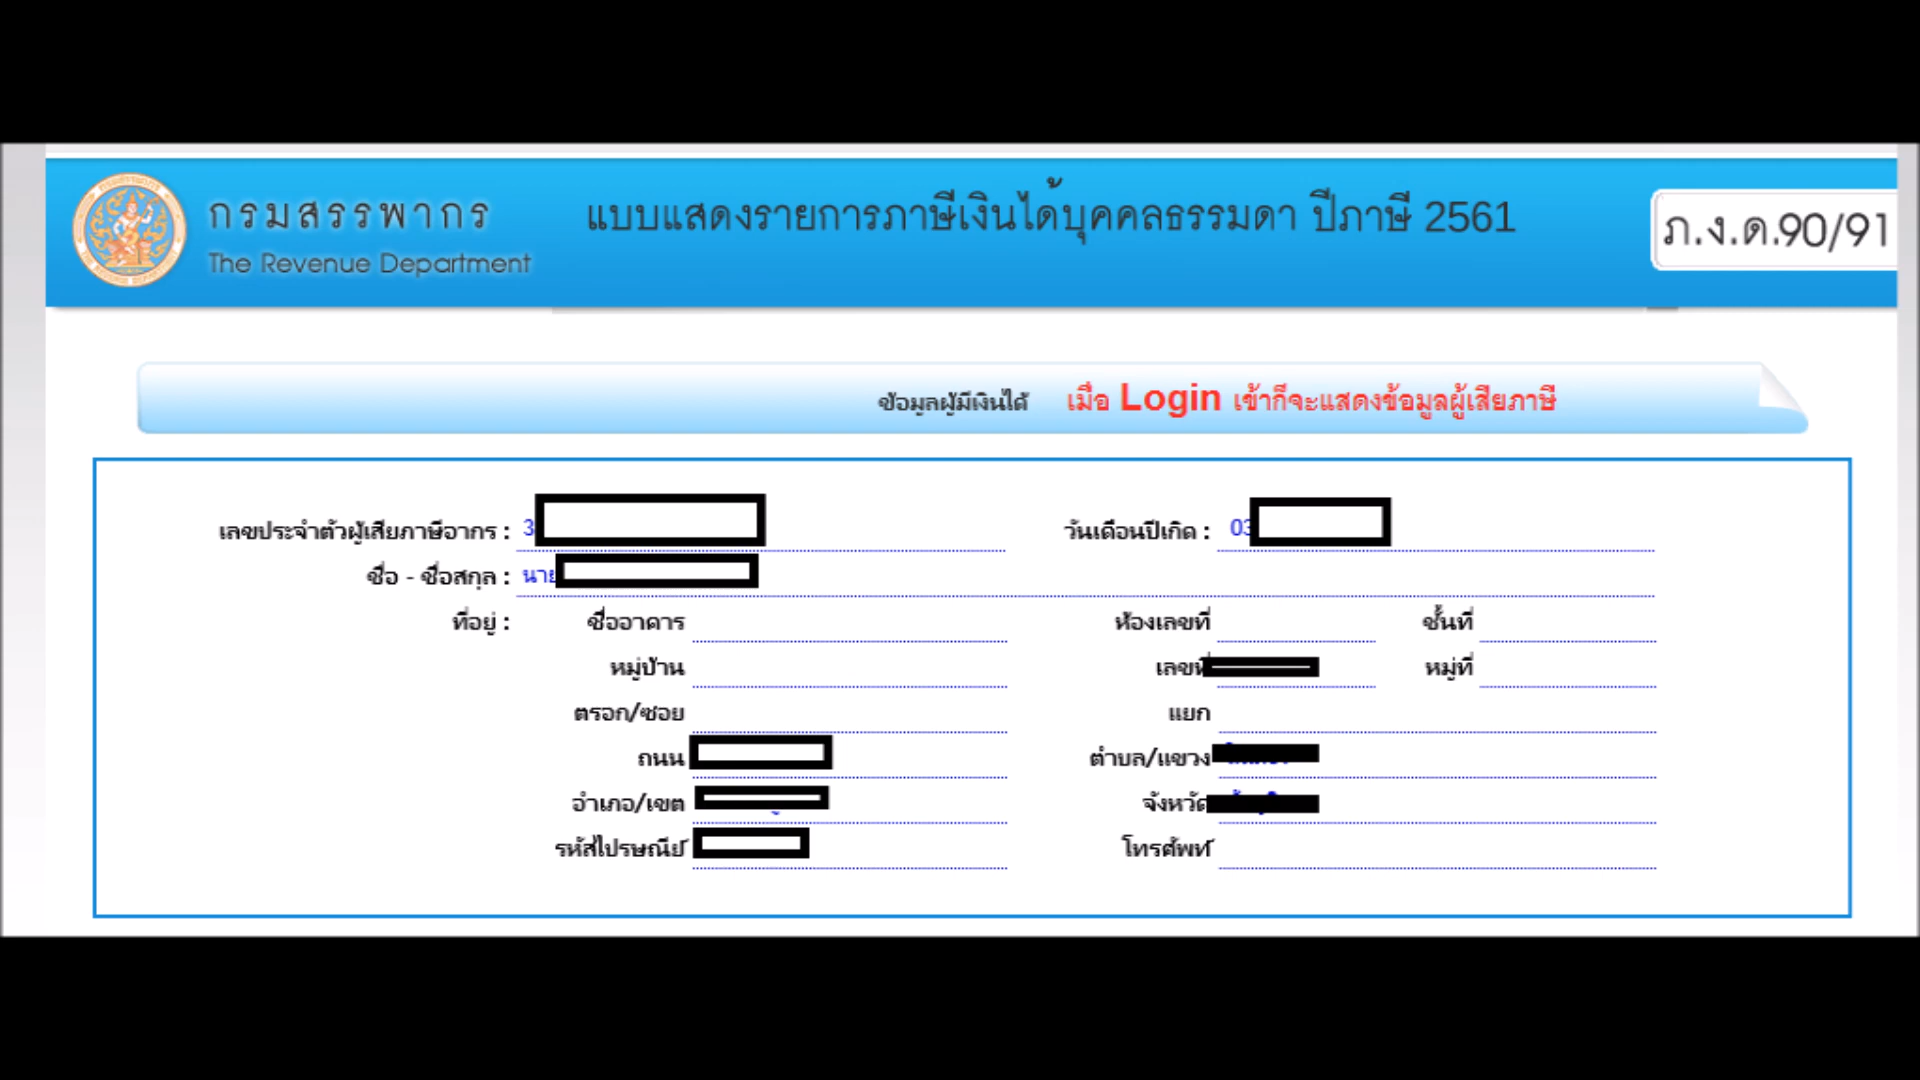 กรมสรรพากร
The Revenue Department
แบบแสดงรายการภาษีเงินได้บุคคลธรรมดา ปีภาษี 2561
ภ.ง.ด.90/91
ข้อมูลผู้มีเงินได้ เมื่อ Login เข้าก็จะแสดงข้อมูลผู้เสียภาษี
เลขประจำตัวผู้เสียภาษีอากร : 3 วันเดือนปีเกิด : 03
ชื่อ - ชื่อสกุล : นาย
ที่อยู่ : ชื่ออาคาร ห้องเลขที่ ชั้นที่
หมู่บ้าน เลขที่ หมู่ที่
ตรอก/ซอย แยก
ถนน ตำบล/แขวง
อำเภอ/เขต จังหวัด
รหัสไปรษณีย์ โทรศัพท์